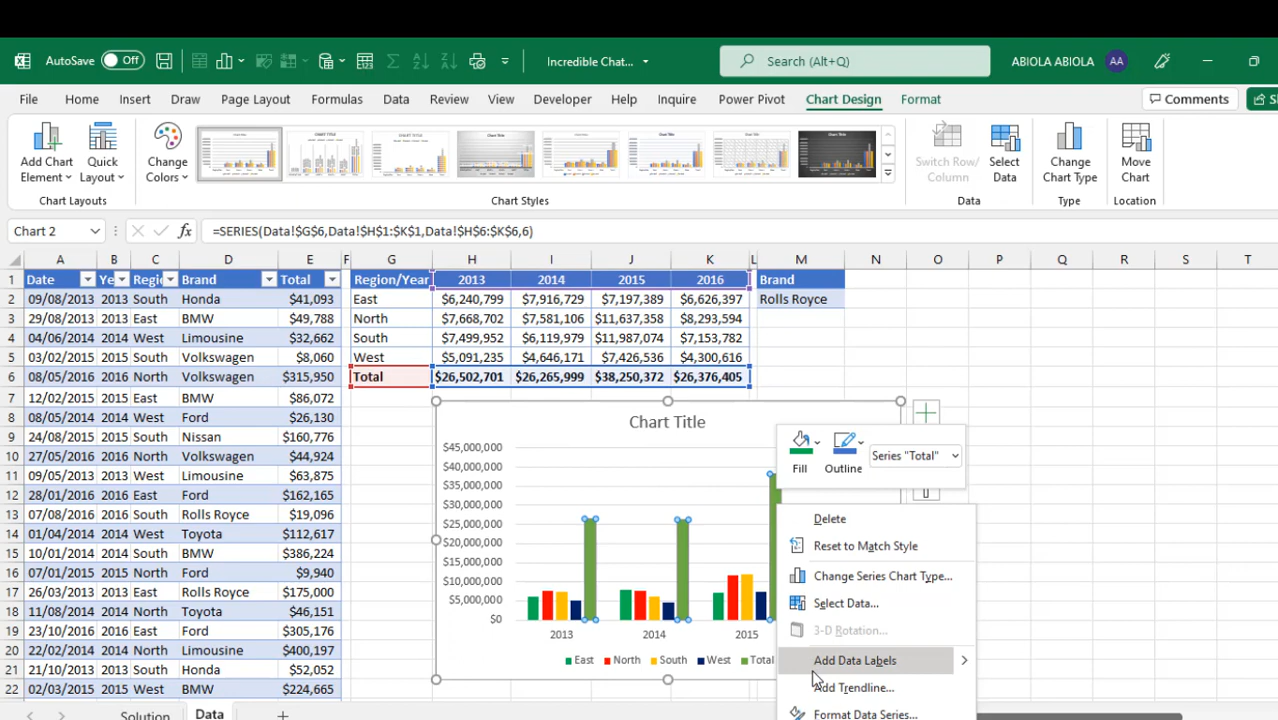 AutoSave Off Incredible Chat... Search (Alt+Q) ABIOLA ABIOLA AA
File Home Insert Draw Page Layout Formulas Data Review View Developer Help Inquire Power Pivot Chart Design Format Comments
Add Chart Element Quick Layout Change Colors Switch Row/ Column Select Data Change Chart Type Move Chart
Chart Layouts Chart Styles Data Type Location
Chart 2 fx =SERIES(Data!$G$6,Data!$H$1:$K$1,Data!$H$6:$K$6,6)
A B C D E F G H I J K L M N O P Q R S T
1 Date Ye Regio Brand Total Region/Year 2013 2014 2015 2016 Brand
2 09/08/2013 2013 South Honda $41,093 East $6,240,799 $7,916,729 $7,197,389 $6,626,397 Rolls Royce
3 29/08/2013 2013 East BMW $49,788 North $7,668,702 $7,581,106 $11,637,358 $8,293,594
4 04/06/2014 2014 West Limousine $32,662 South $7,499,952 $6,119,979 $11,987,074 $7,153,782
5 03/02/2015 2015 South Volkswagen $8,060 West $5,091,235 $4,646,171 $7,426,536 $4,300,616
6 08/05/2016 2016 North Volkswagen $315,950 Total $26,502,701 $26,265,999 $38,250,372 $26,376,405
7 12/02/2015 2015 East BMW $86,072
8 08/05/2014 2014 West Ford $26,130
9 24/08/2015 2015 South Nissan $160,776
10 27/05/2016 2016 North Volkswagen $44,924
11 09/05/2013 2013 West Limousine $63,875
12 28/01/2016 2016 East Ford $162,165
13 07/08/2016 2016 South Rolls Royce $19,096
14 01/04/2014 2014 West Toyota $112,617
15 10/01/2014 2014 South BMW $386,224
16 07/01/2015 2015 North Ford $9,940
17 26/03/2013 2013 East Rolls Royce $175,000
18 11/08/2014 2014 North Toyota $46,151
19 23/10/2016 2016 East Ford $305,176
20 22/02/2014 2014 North Limousine $400,197
21 21/10/2013 2013 South Honda $52,052
22 02/03/2015 2015 West BMW $224,665
Chart Title
$45,000,000
$40,000,000
$35,000,000
$30,000,000
$25,000,000
$20,000,000
$15,000,000
$10,000,000
$5,000,000
$0
2013 2014 2015
East North South West Total
Fill Outline Series "Total"
Delete
Reset to Match Style
Change Series Chart Type...
Select Data...
3-D Rotation...
Add Data Labels
Add Trendline...
Format Data Series...
Solution Data